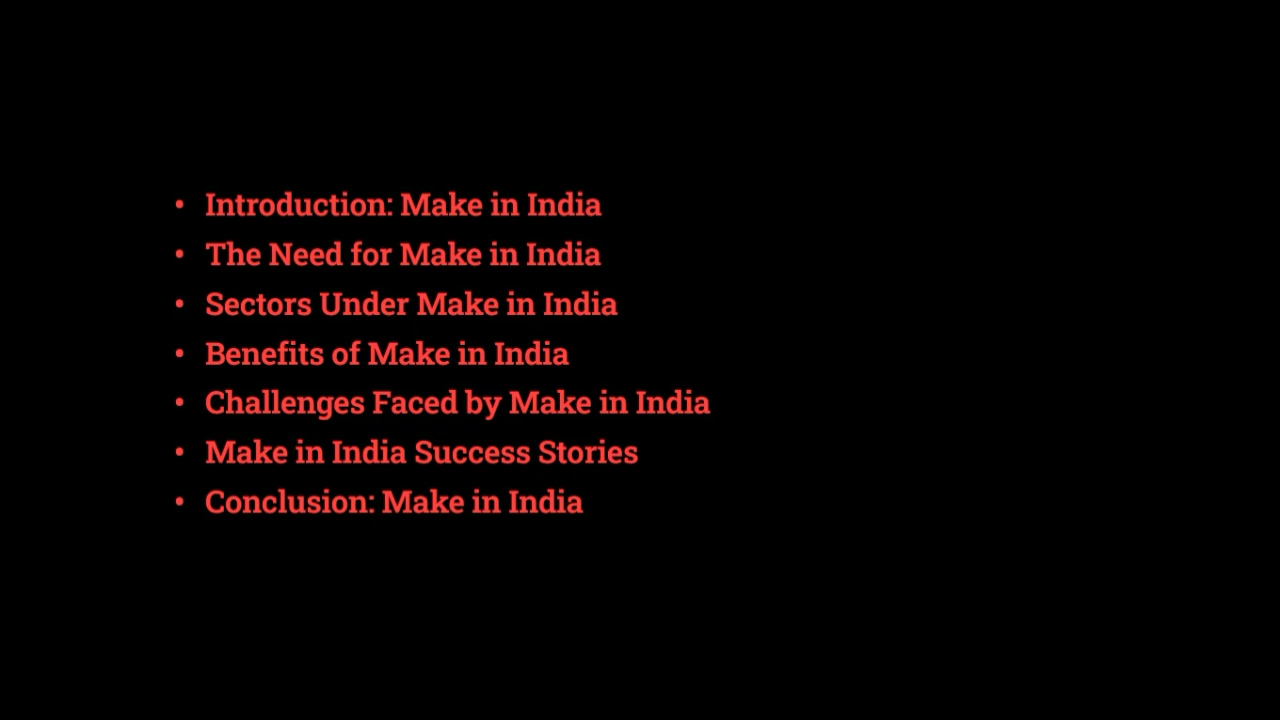 • Introduction: Make in India
• The Need for Make in India
• Sectors Under Make in India
• Benefits of Make in India
• Challenges Faced by Make in India
• Make in India Success Stories
• Conclusion: Make in India